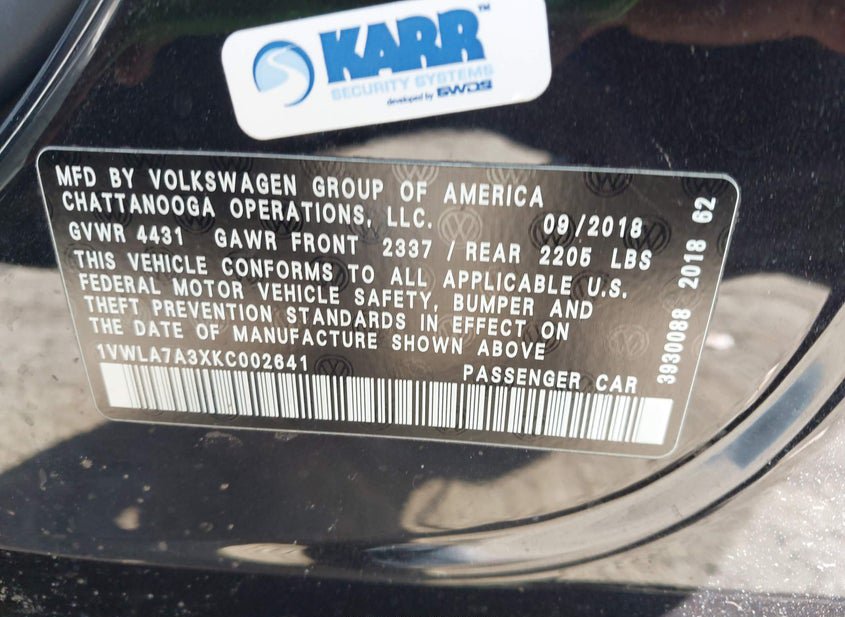 KARR™
SECURITY SYSTEMS
developed by SWDS
MFD BY VOLKSWAGEN GROUP OF AMERICA
CHATTANOOGA OPERATIONS, LLC. 09/2018
GVWR 4431 GAWR FRONT 2337 / REAR 2205 LBS
THIS VEHICLE CONFORMS TO ALL APPLICABLE U.S.
FEDERAL MOTOR VEHICLE SAFETY, BUMPER AND
THEFT PREVENTION STANDARDS IN EFFECT ON
THE DATE OF MANUFACTURE SHOWN ABOVE
1VWLA7A3XKC002641 PASSENGER CAR
3930088 2018 62